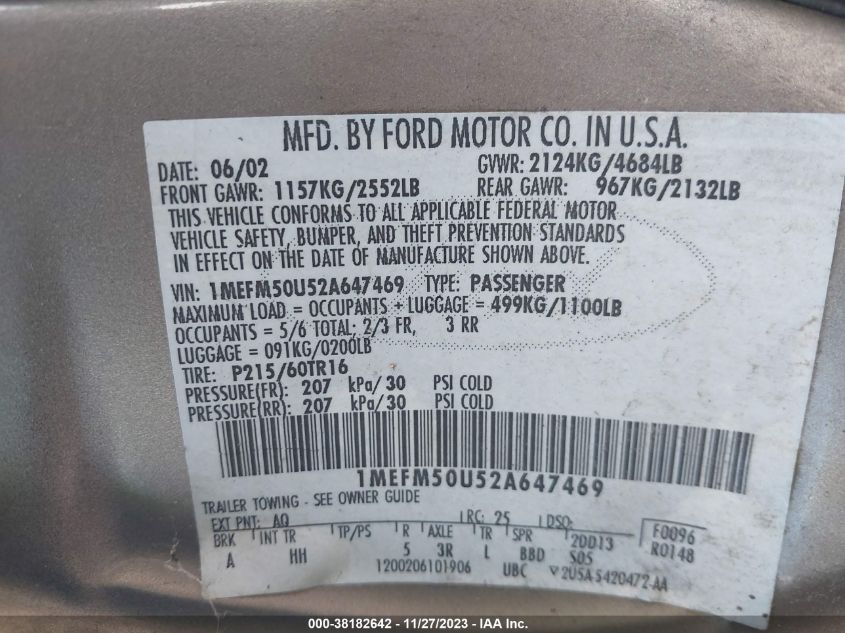 MFD. BY FORD MOTOR CO. IN U.S.A.
DATE: 06/02 GVWR: 2124KG/4684LB
FRONT GAWR: 1157KG/2552LB REAR GAWR: 967KG/2132LB
THIS VEHICLE CONFORMS TO ALL APPLICABLE FEDERAL MOTOR
VEHICLE SAFETY, BUMPER, AND THEFT PREVENTION STANDARDS
IN EFFECT ON THE DATE OF MANUFACTURE SHOWN ABOVE.
VIN: 1MEFM50U52A647469 TYPE: PASSENGER
MAXIMUM LOAD = OCCUPANTS + LUGGAGE = 499KG/1100LB
OCCUPANTS = 5/6 TOTAL; 2/3 FR, 3 RR
LUGGAGE = 091KG/0200LB
TIRE: P215/60TR16
PRESSURE(FR): 207 kPa/30 PSI COLD
PRESSURE(RR): 207 kPa/30 PSI COLD
1MEFM50U52A647469
TRAILER TOWING - SEE OWNER GUIDE
EXT PNT: AQ RC: 25 DSO: F0096
BRK INT TR TP/PS R AXLE TR SPR 20D13 R0148
A HH 5 3R L BBD S05
1200206101906 UBC 2U5A 5420472-AA
000-38182642 - 11/27/2023 - IAA Inc.